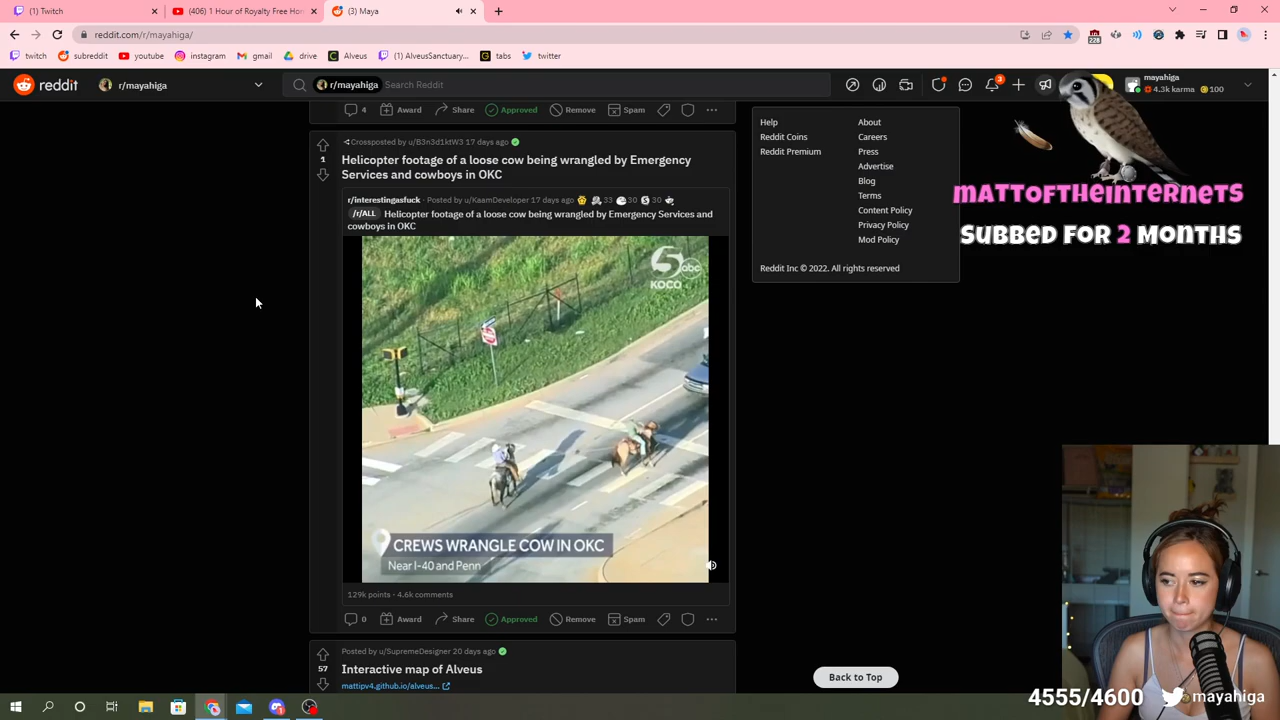 (1) Twitch
(406) 1 Hour of Royalty Free Hor
(3) Maya
reddit.com/r/mayahiga/
twitch
subreddit
youtube
instagram
gmail
drive
Alveus
(1) AlveusSanctuary...
tabs
twitter
reddit
r/mayahiga
r/mayahiga
Search Reddit
3
mayahiga
4.3k karma
100
4
Award
Share
Approved
Remove
Spam
Crossposted by u/B3n3d1ktW3 17 days ago
1
Helicopter footage of a loose cow being wrangled by Emergency
Services and cowboys in OKC
r/interestingasfuck · Posted by u/KaamDeveloper 17 days ago
33
30
30
/r/ALL Helicopter footage of a loose cow being wrangled by Emergency Services and
cowboys in OKC
5 abc
KOCO
CREWS WRANGLE COW IN OKC
Near I-40 and Penn
129k points · 4.6k comments
0
Award
Share
Approved
Remove
Spam
Posted by u/SupremeDesigner 20 days ago
57
Interactive map of Alveus
mattipv4.github.io/alveus...
Help
About
Reddit Coins
Careers
Reddit Premium
Press
Advertise
Blog
Terms
Content Policy
Privacy Policy
Mod Policy
Reddit Inc © 2022. All rights reserved
Back to Top
MATTOFTHEINTERNETS
SUBBED FOR 2 MONTHS
4555/4600
mayahiga